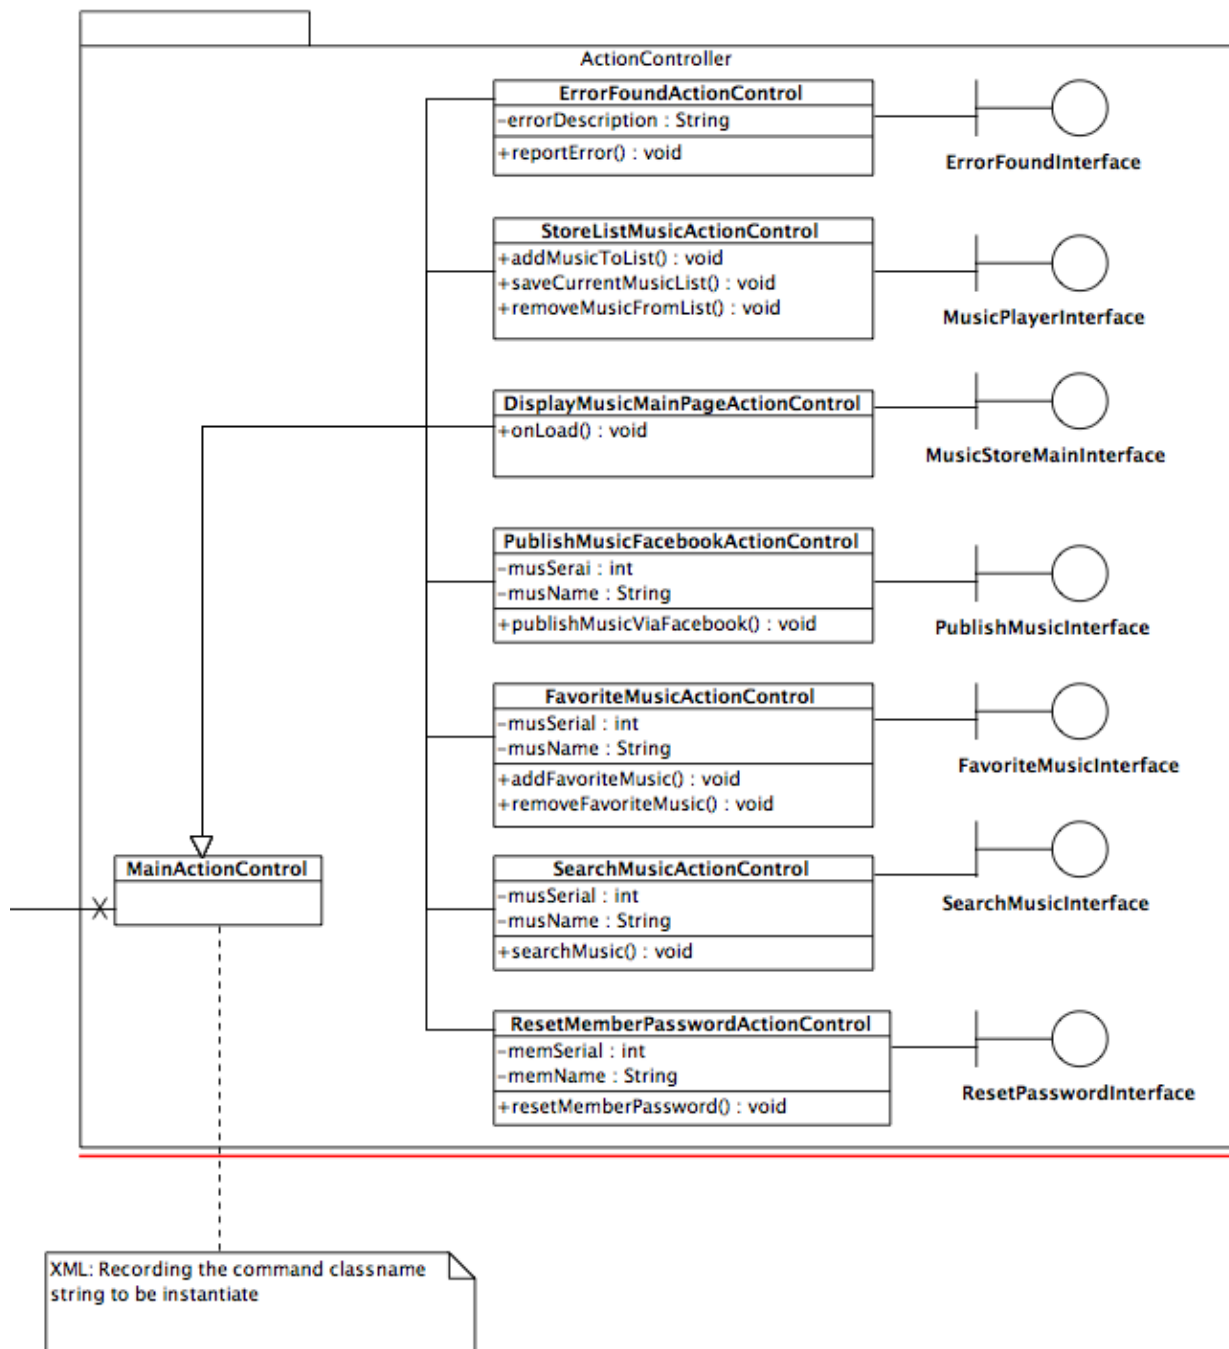 ActionController
ErrorFoundActionControl
-errorDescription : String
+reportError() : void
ErrorFoundInterface
StoreListMusicActionControl
+addMusicToList() : void
+saveCurrentMusicList() : void
+removeMusicFromList() : void
MusicPlayerInterface
DisplayMusicMainPageActionControl
+onLoad() : void
MusicStoreMainInterface
PublishMusicFacebookActionControl
-musSerai : int
-musName : String
+publishMusicViaFacebook() : void
PublishMusicInterface
FavoriteMusicActionControl
-musSerial : int
-musName : String
+addFavoriteMusic() : void
+removeFavoriteMusic() : void
FavoriteMusicInterface
MainActionControl
SearchMusicActionControl
-musSerial : int
-musName : String
+searchMusic() : void
SearchMusicInterface
ResetMemberPasswordActionControl
-memSerial : int
-memName : String
+resetMemberPassword() : void
ResetPasswordInterface
XML: Recording the command classname
string to be instantiate